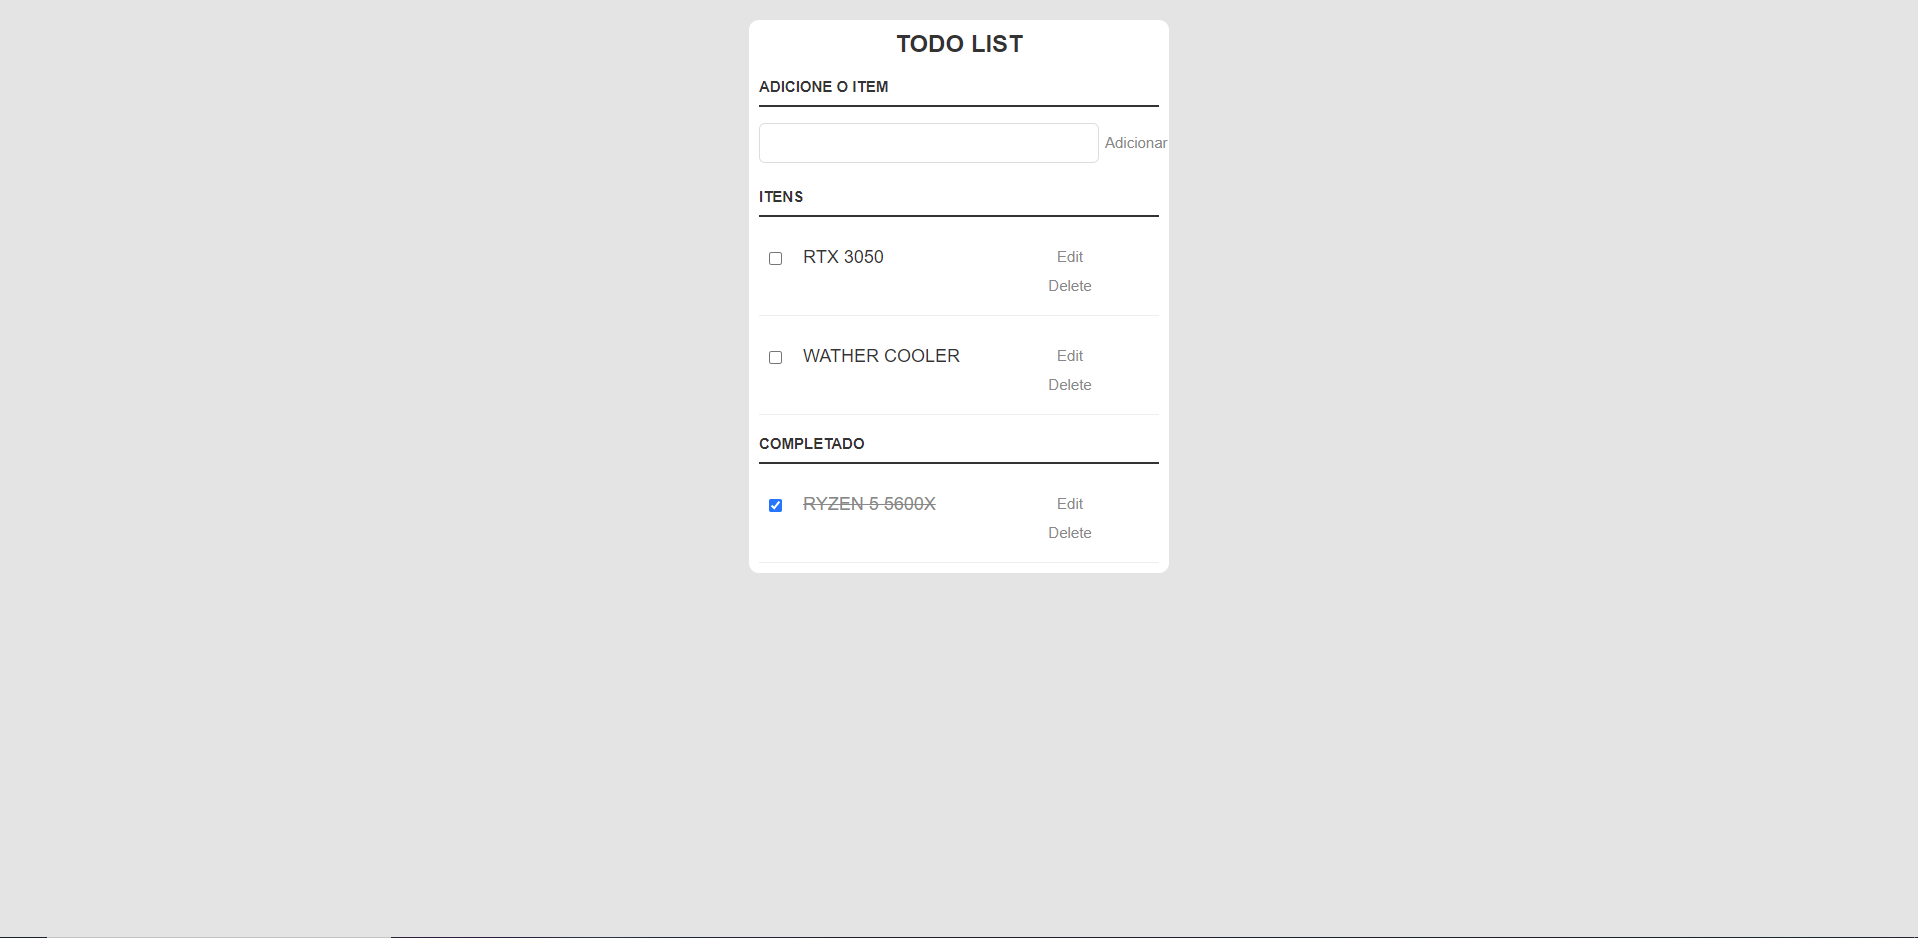 TODO LIST
ADICIONE O ITEM
Adicionar
ITENS
RTX 3050 Edit
Delete
WATHER COOLER Edit
Delete
COMPLETADO
RYZEN 5 5600X Edit
Delete